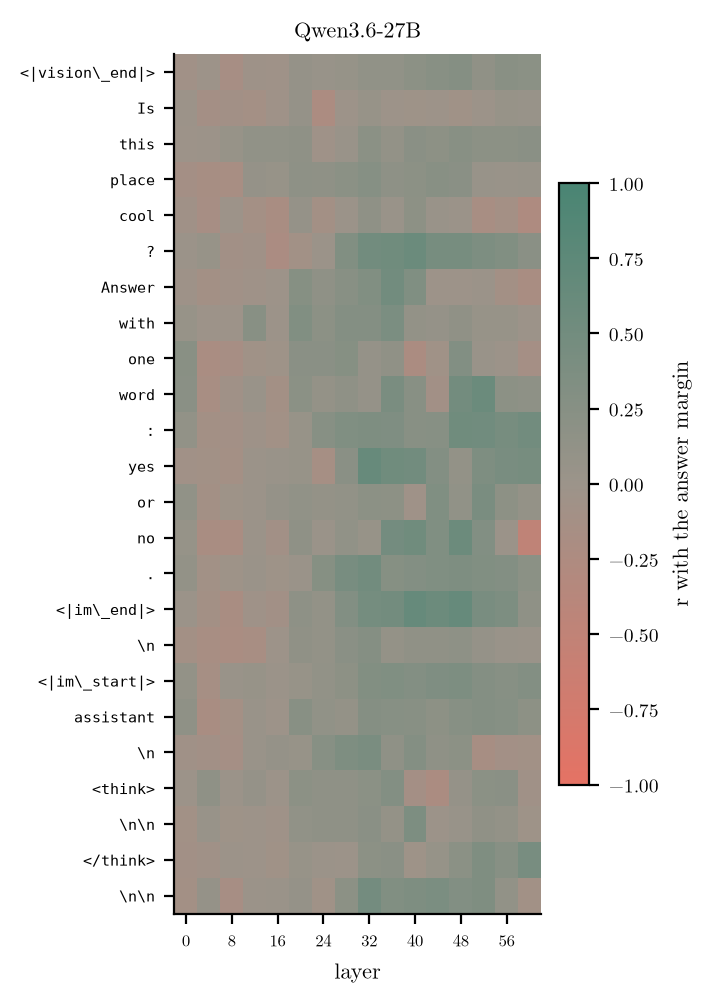 Qwen3.6-27B
<|vision\_end|>
Is
this
place
cool
?
Answer
with
one
word
:
yes
or
no
.
<|im\_end|>
\n
<|im\_start|>
assistant
\n
<think>
\n\n
</think>
\n\n
0 8 16 24 32 40 48 56
layer
1.00
0.75
0.50
0.25
0.00
−0.25
−0.50
−0.75
−1.00
r with the answer margin